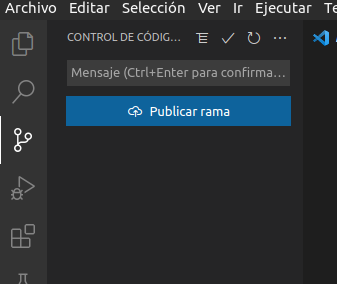 Archivo Editar Selección Ver Ir Ejecutar
CONTROL DE CÓDIG...
Mensaje (Ctrl+Enter para confirma...
Publicar rama